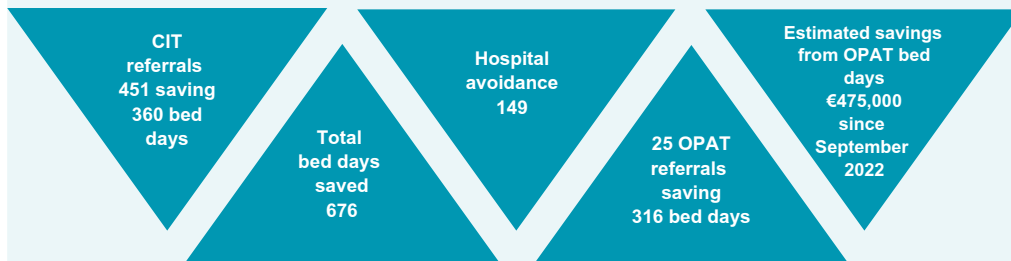 CIT
referrals
451 saving
360 bed
days
Total
bed days
saved
676
Hospital
avoidance
149
25 OPAT
referrals
saving
316 bed days
Estimated savings
from OPAT bed
days
€475,000
since
September
2022